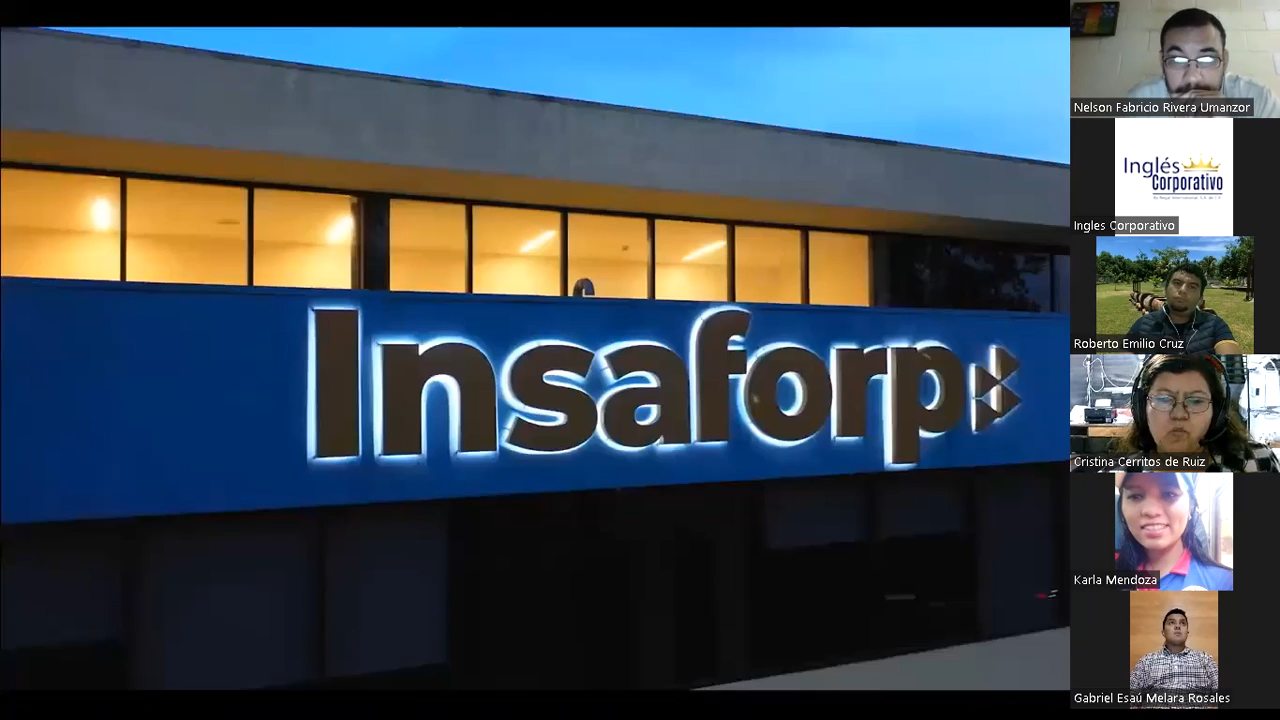 Insaforp
Nelson Fabricio Rivera Umanzor
Inglés
Corporativo
Ingles Corporativo
Roberto Emilio Cruz
Cristina Cerritos de Ruiz
Karla Mendoza
Gabriel Esaú Melara Rosales